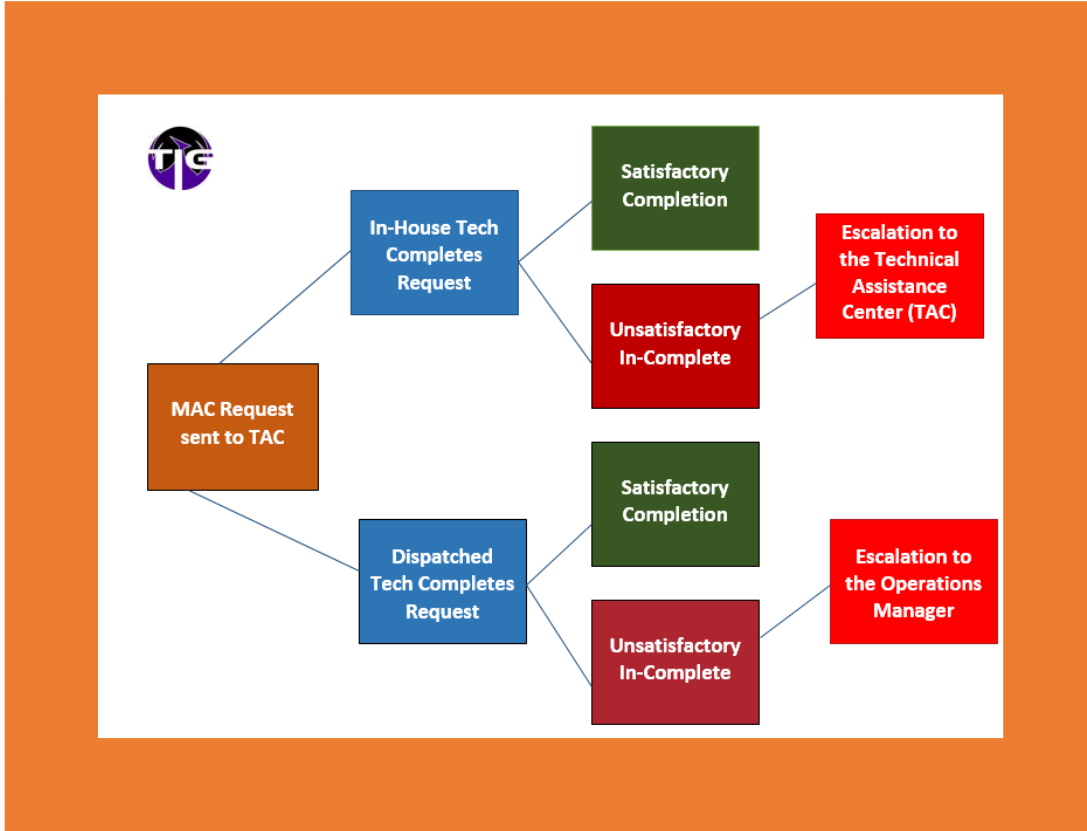 TIG
In-House Tech
Completes
Request
Satisfactory
Completion
Unsatisfactory
In-Complete
Escalation to
the Technical
Assistance
Center (TAC)
MAC Request
sent to TAC
Dispatched
Tech Completes
Request
Satisfactory
Completion
Unsatisfactory
In-Complete
Escalation to
the Operations
Manager